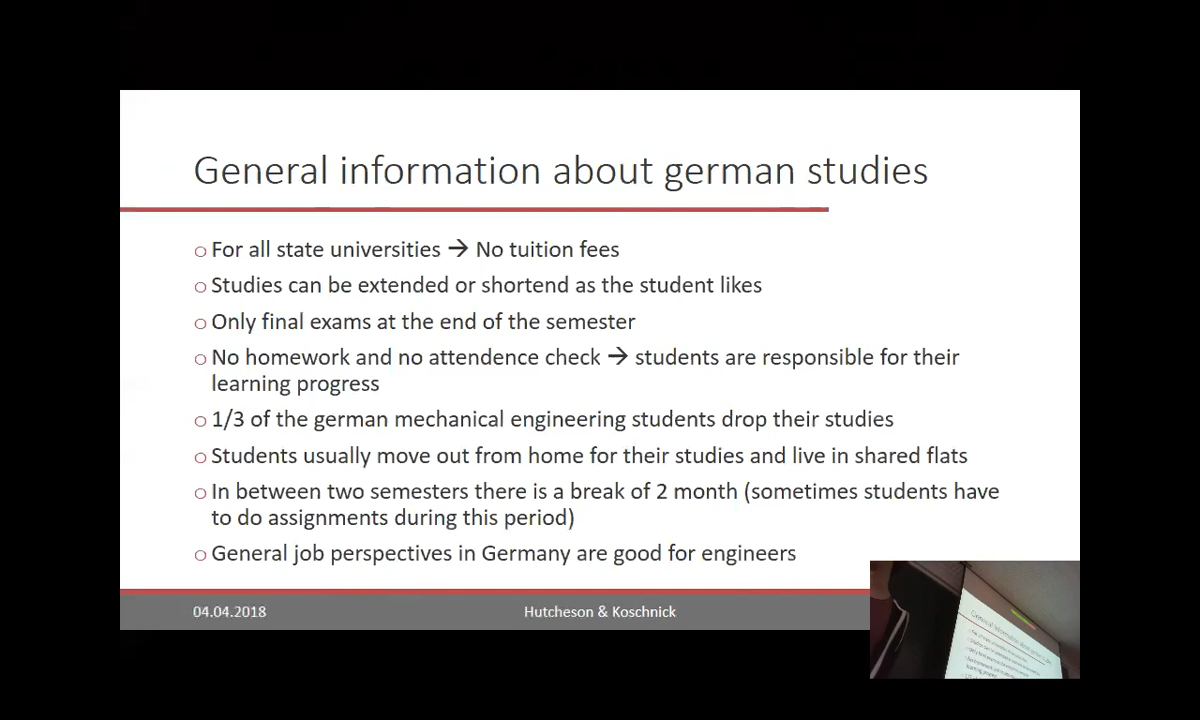 General information about german studies
For all state universities → No tuition fees
Studies can be extended or shortend as the student likes
Only final exams at the end of the semester
No homework and no attendence check → students are responsible for their
learning progress
1/3 of the german mechanical engineering students drop their studies
Students usually move out from home for their studies and live in shared flats
In between two semesters there is a break of 2 month (sometimes students have
to do assignments during this period)
General job perspectives in Germany are good for engineers
04.04.2018
Hutcheson & Koschnick
General information about german